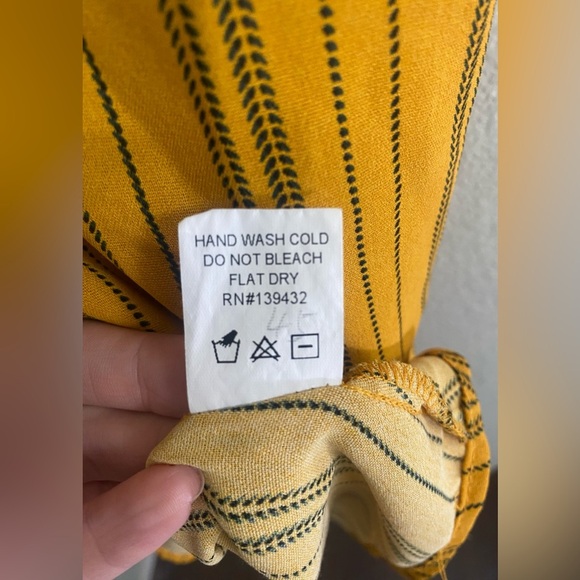 HAND WASH COLD
DO NOT BLEACH
FLAT DRY
RN#139432